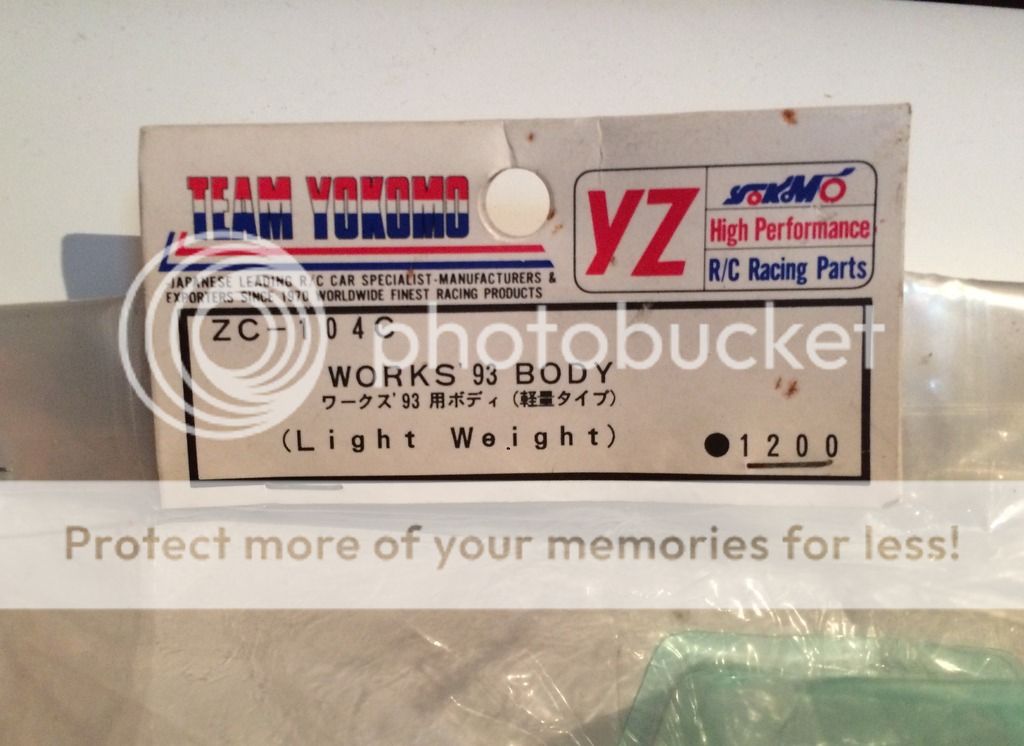 TEAM YOKOMO
JAPANESE LEADING R/C CAR SPECIALIST-MANUFACTURERS &
EXPORTERS SINCE 1970 WORLDWIDE FINEST RACING PRODUCTS
YZ
YOKOMO
High Performance
R/C Racing Parts
ZC-104C
WORKS '93 BODY
ワークス'93 用ボディ (軽量タイプ)
(Light Weight)
●1200
photobucket
Protect more of your memories for less!